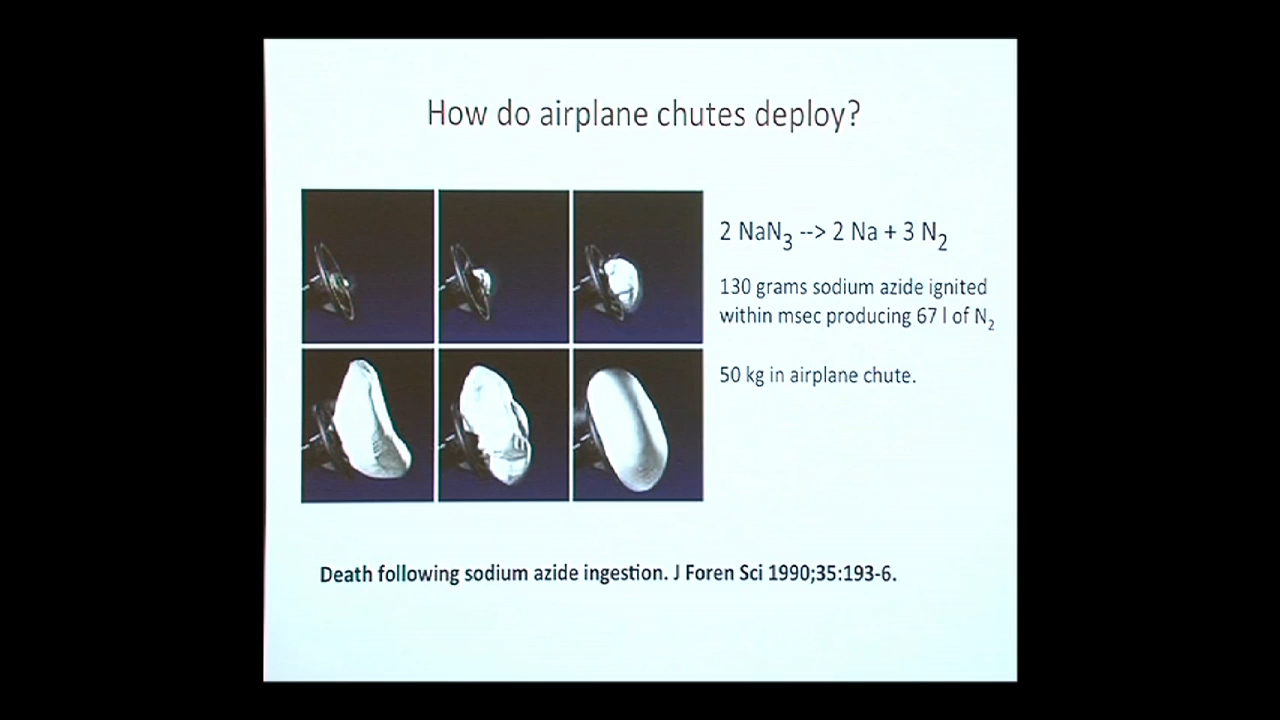 How do airplane chutes deploy?
2 NaN3 --> 2 Na + 3 N2
130 grams sodium azide ignited
within msec producing 67 l of N2
50 kg in airplane chute.
Death following sodium azide ingestion. J Foren Sci 1990;35:193-6.